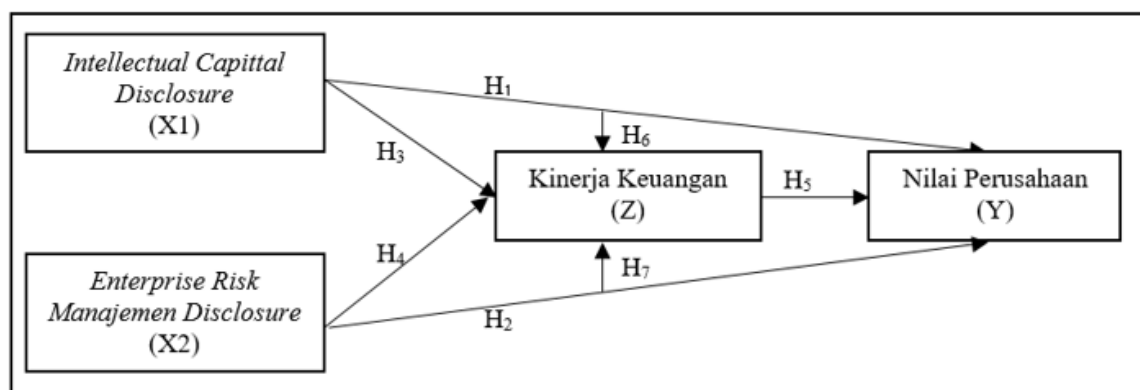 Intellectual Capittal
Disclosure
(X1)
H₁
H₆
H₃
Kinerja Keuangan
(Z)
H₅
Nilai Perusahaan
(Y)
H₄
H₇
Enterprise Risk
Manajemen Disclosure
(X2)
H₂